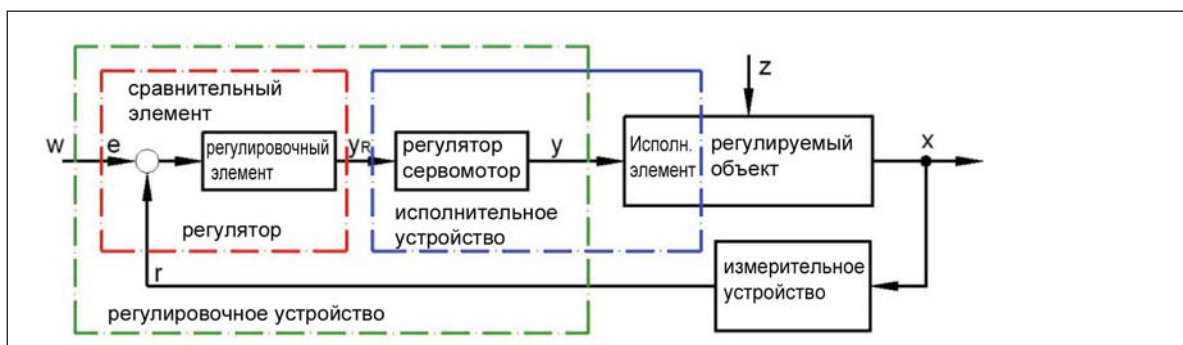 z
сравнительный
элемент
w
e
регулировочный
элемент
yR
регулятор
сервомотор
y
Исполн.
элемент
регулируемый
объект
x
регулятор
исполнительное
устройство
r
измерительное
устройство
регулировочное устройство